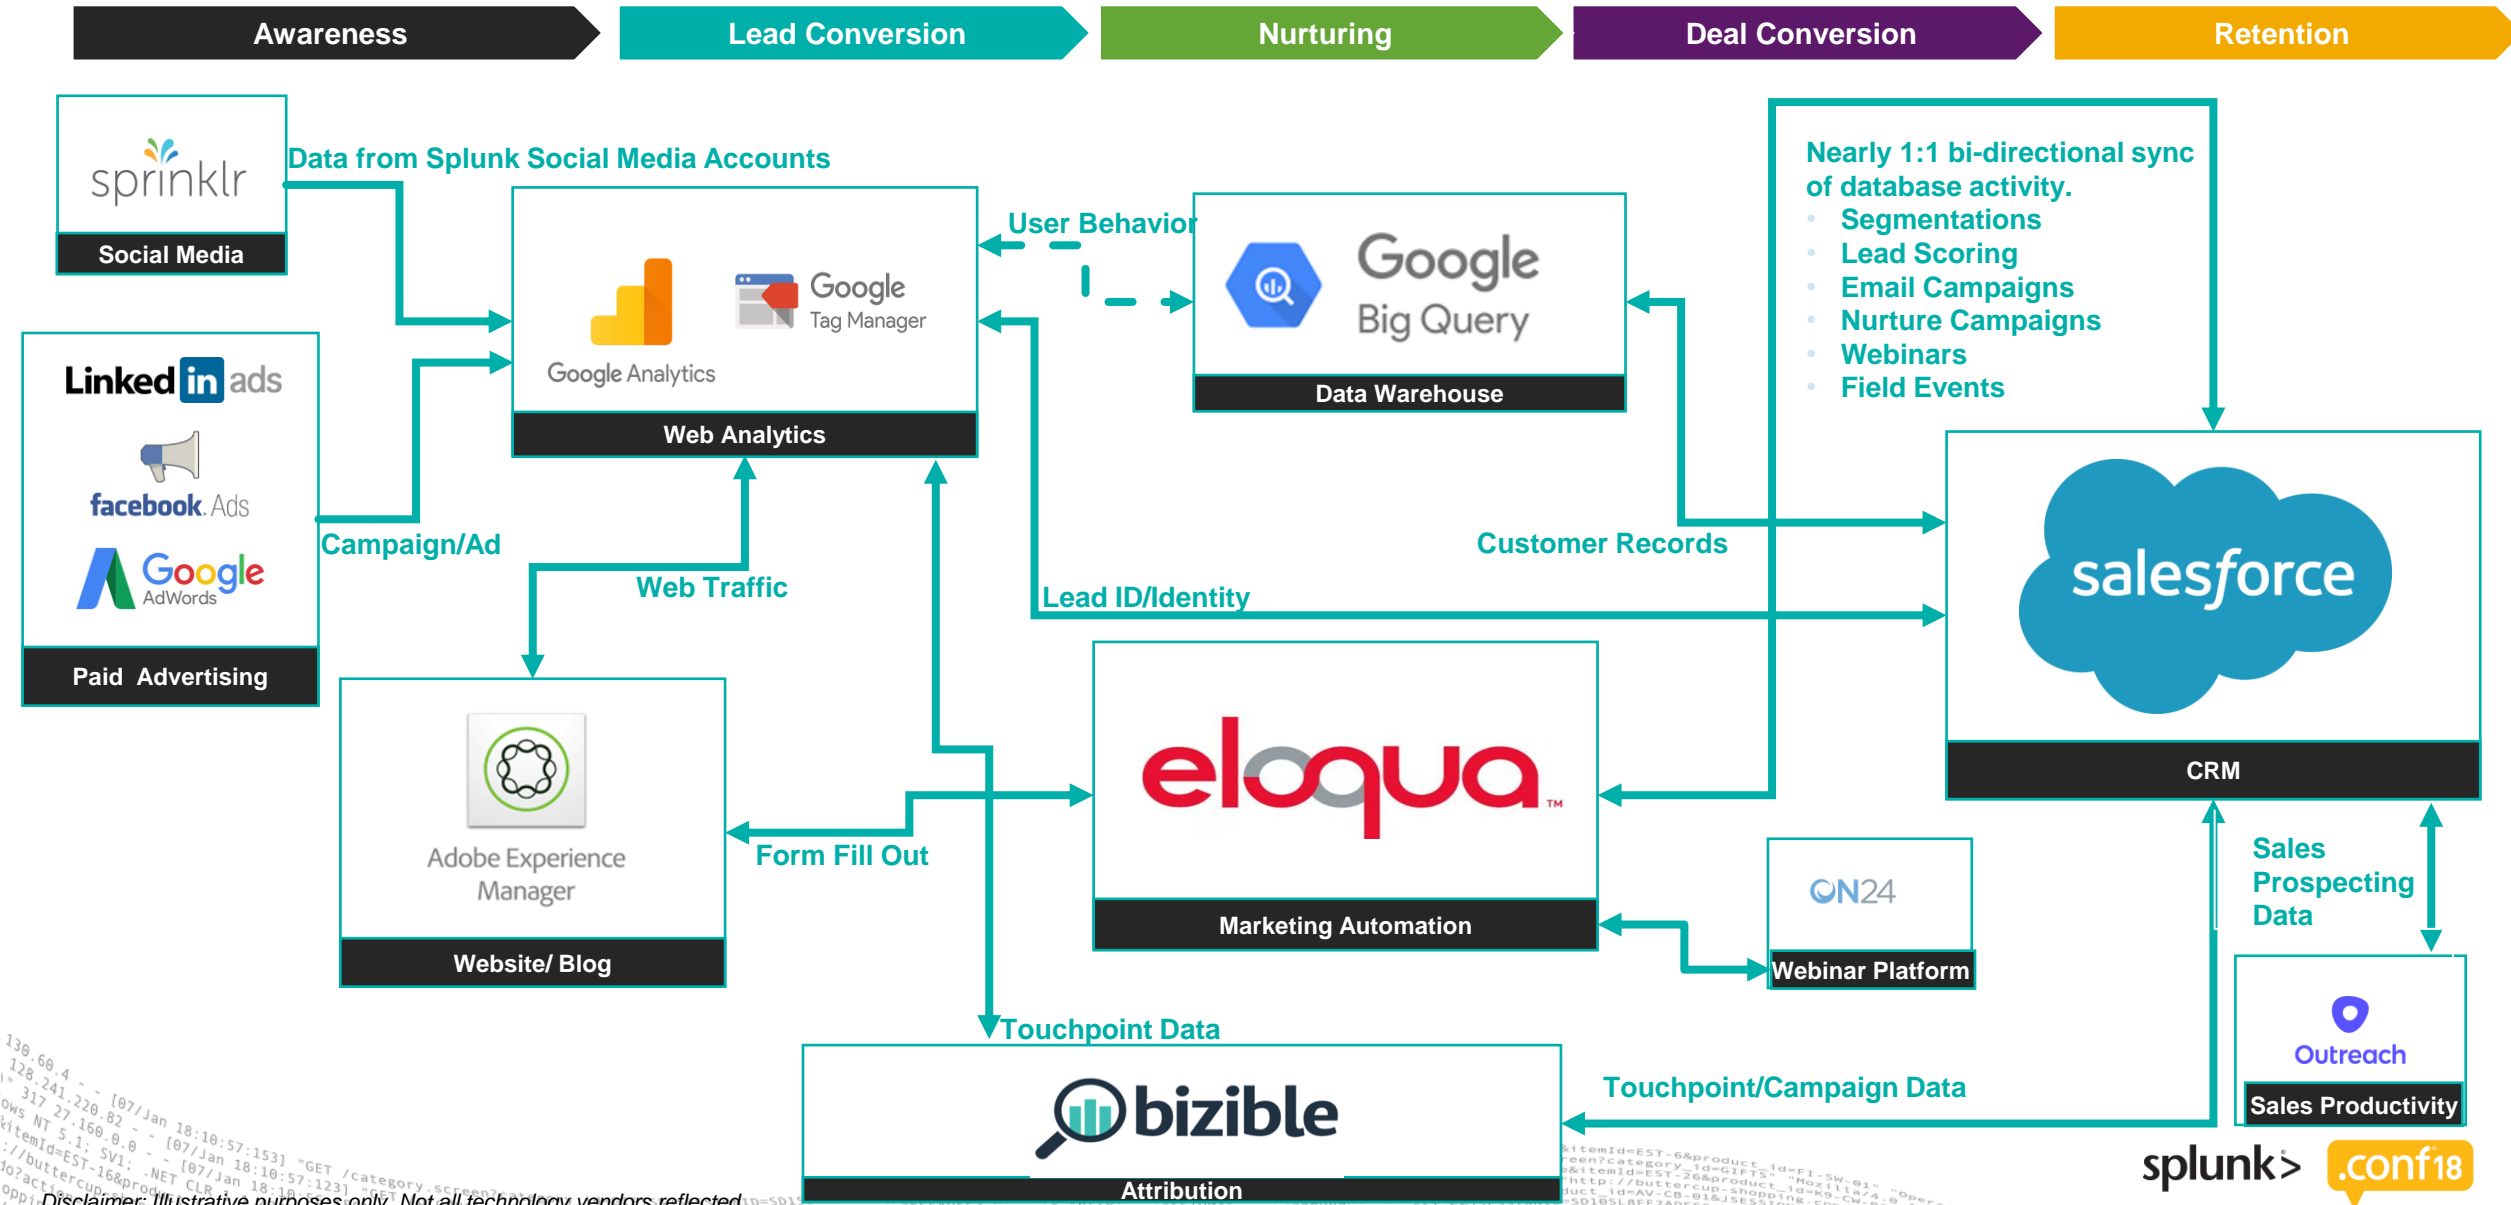 Awareness
Lead Conversion
Nurturing
Deal Conversion
Retention
sprinklr
Social Media
Data from Splunk Social Media Accounts
Linked in ads
facebook. Ads
Google
AdWords
Paid Advertising
Campaign/Ad
Google Analytics
Google
Tag Manager
Web Analytics
User Behavior
Google
Big Query
Data Warehouse
Nearly 1:1 bi-directional sync
of database activity.
• Segmentations
• Lead Scoring
• Email Campaigns
• Nurture Campaigns
• Webinars
• Field Events
Customer Records
Web Traffic
Lead ID/Identity
salesforce
CRM
Adobe Experience
Manager
Website/ Blog
Form Fill Out
eloqua TM
Marketing Automation
ON24
Webinar Platform
Sales
Prospecting
Data
Outreach
Sales Productivity
Touchpoint Data
bizible
Attribution
Touchpoint/Campaign Data
splunk>
.conf18
Disclaimer: Illustrative purposes only. Not all technology vendors reflected